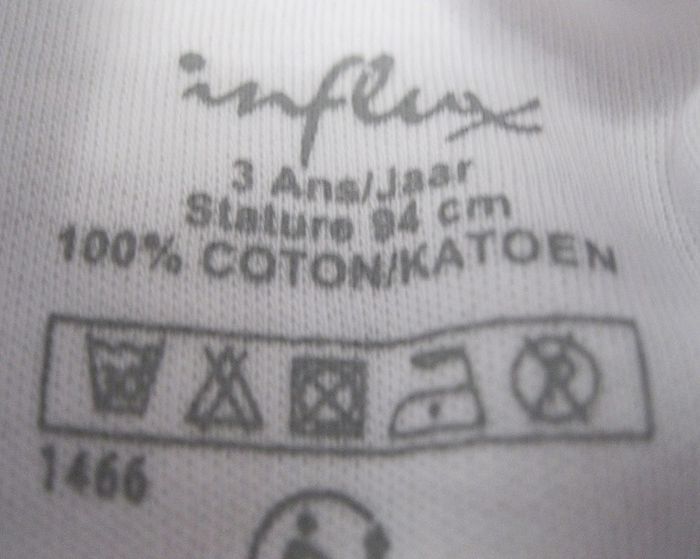 influx
3 Ans/Jaar
Stature 94 cm
100% COTON/KATOEN
1466